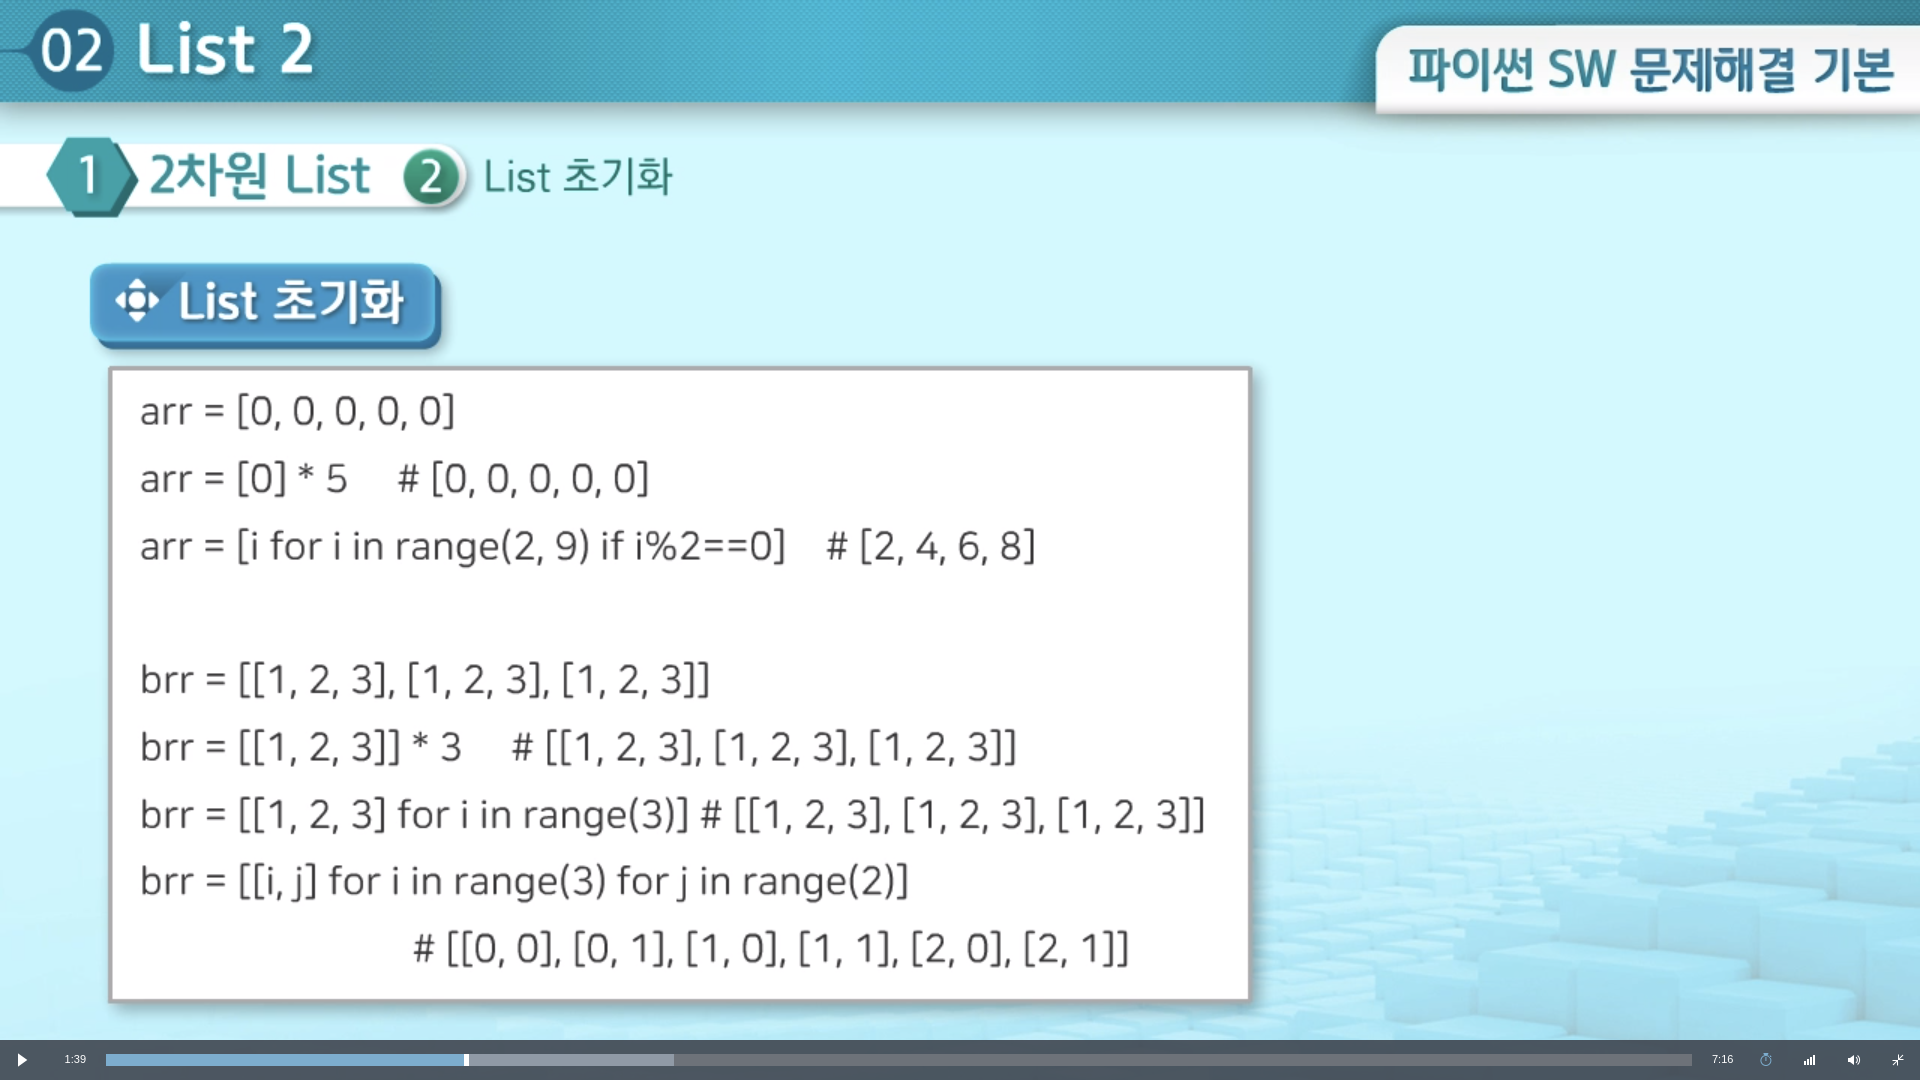 02 List 2
파이썬 SW 문제해결 기본
1 2차원 List 2 List 초기화
List 초기화
arr = [0, 0, 0, 0, 0]
arr = [0] * 5 # [0, 0, 0, 0, 0]
arr = [i for i in range(2, 9) if i%2==0] # [2, 4, 6, 8]
brr = [[1, 2, 3], [1, 2, 3], [1, 2, 3]]
brr = [[1, 2, 3]] * 3 # [[1, 2, 3], [1, 2, 3], [1, 2, 3]]
brr = [[1, 2, 3] for i in range(3)] # [[1, 2, 3], [1, 2, 3], [1, 2, 3]]
brr = [[i, j] for i in range(3) for j in range(2)]
# [[0, 0], [0, 1], [1, 0], [1, 1], [2, 0], [2, 1]]
1:39 7:16